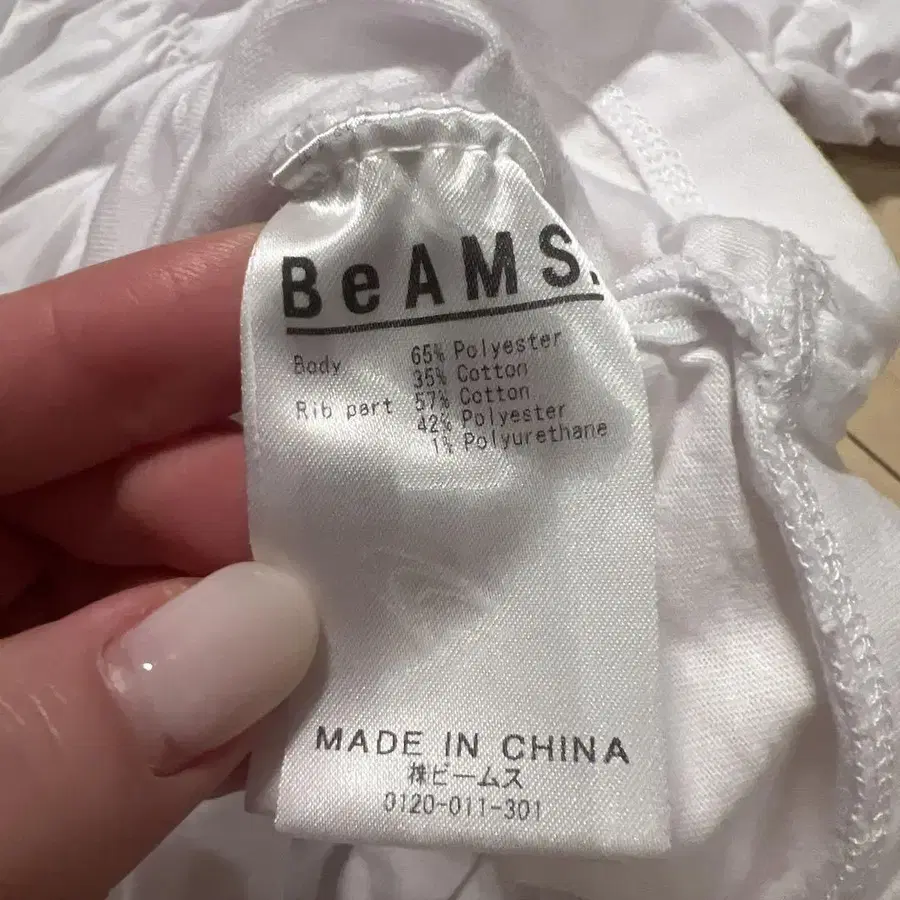 BeAMS.
Body 65% Polyester
35% Cotton
Rib part 57% Cotton
42% Polyester
1% Polyurethane
MADE IN CHINA
㈱ビームス
0120-011-301